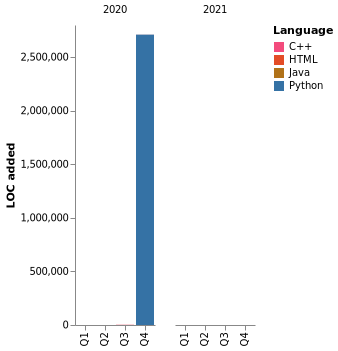 2020 2021
Language
C++
HTML
Java
Python
LOC added
2,500,000
2,000,000
1,500,000
1,000,000
500,000
0
Q1 Q2 Q3 Q4 Q1 Q2 Q3 Q4